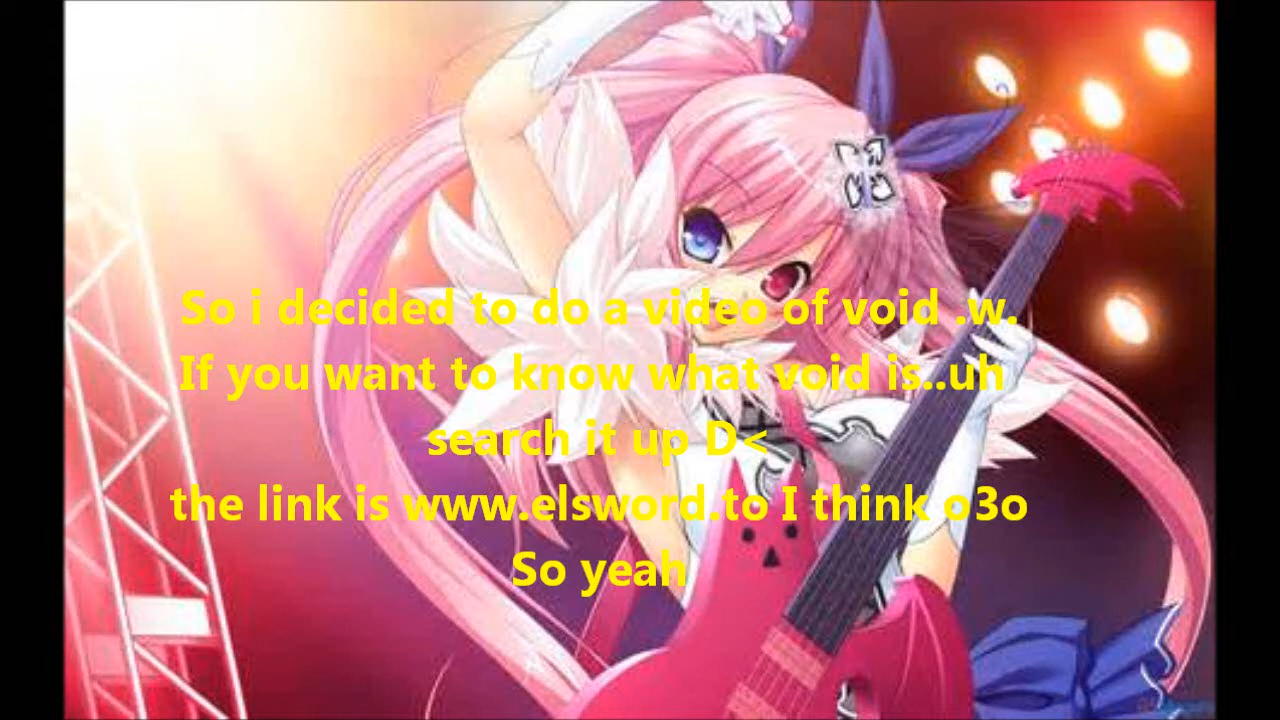 So i decided to do a video of void .w.
If you want to know what void is..uh
search it up D<
the link is www.elsword.to I think o3o
So yeah